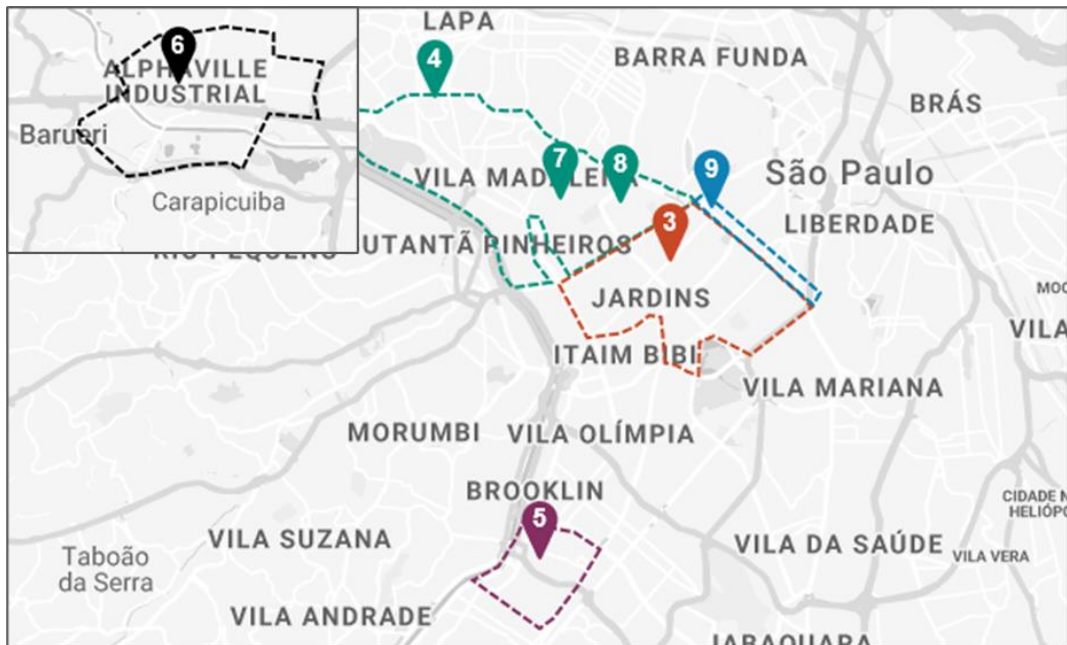 6
ALPHAVILLE
INDUSTRIAL
Barueri
Carapicuiba
LAPA
4
BARRA FUNDA
BRÁS
7
8
9
VILA MADALENA
São Paulo
3
LIBERDADE
UTANTÃ
PINHEIROS
JARDINS
ITAIM BIBI
VILA MARIANA
MORUMBI
VILA OLÍMPIA
BROOKLIN
5
VILA SUZANA
VILA DA SAÚDE
VILA VERA
Taboão
da Serra
VILA ANDRADE
MOO
VILA
CIDADE N
HELIÓP